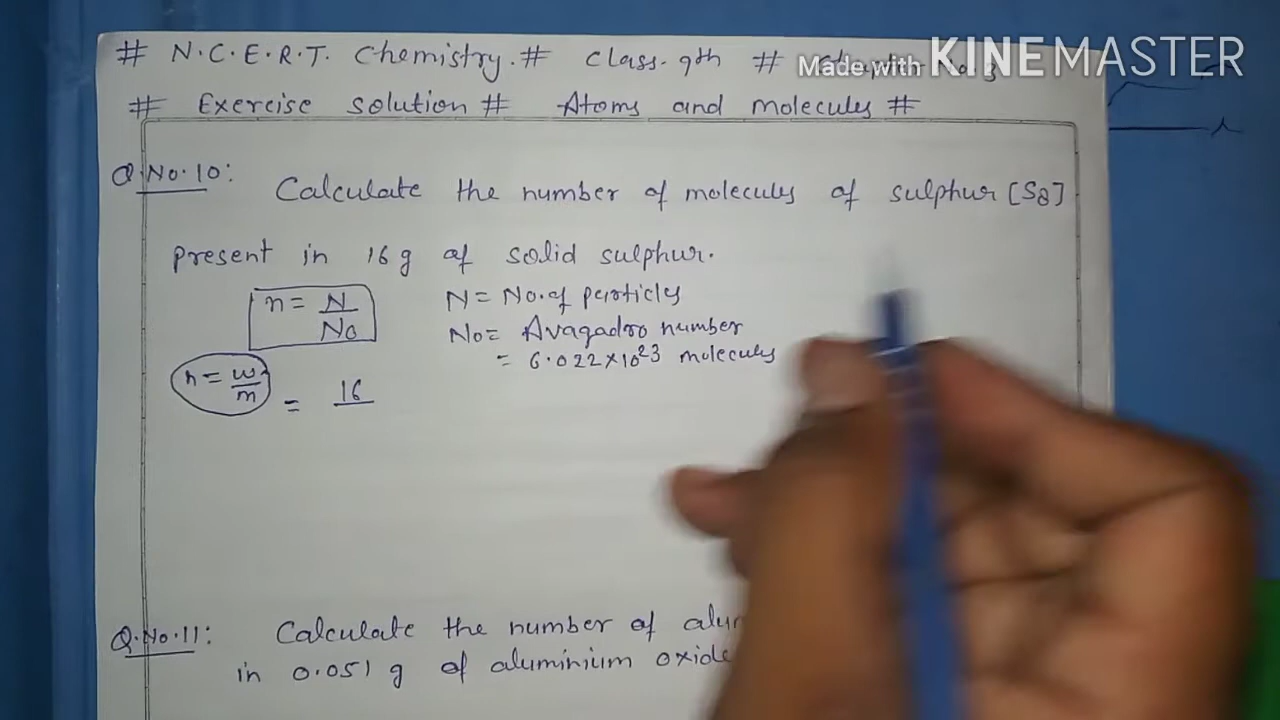 # N.C.E.R.T. Chemistry. # Class. 9th #
Made with KINEMASTER
# Exercise solution # Atoms and molecules #
Q.No.10: Calculate the number of molecules of sulphur [S8]
present in 16 g of solid sulphur.
n = N/No N = No. of particles
No = Avagadro number
= 6.022×10^23 molecules
n = w/m = 16
Q.No.11: Calculate the number of
in 0.051 g of aluminium oxide